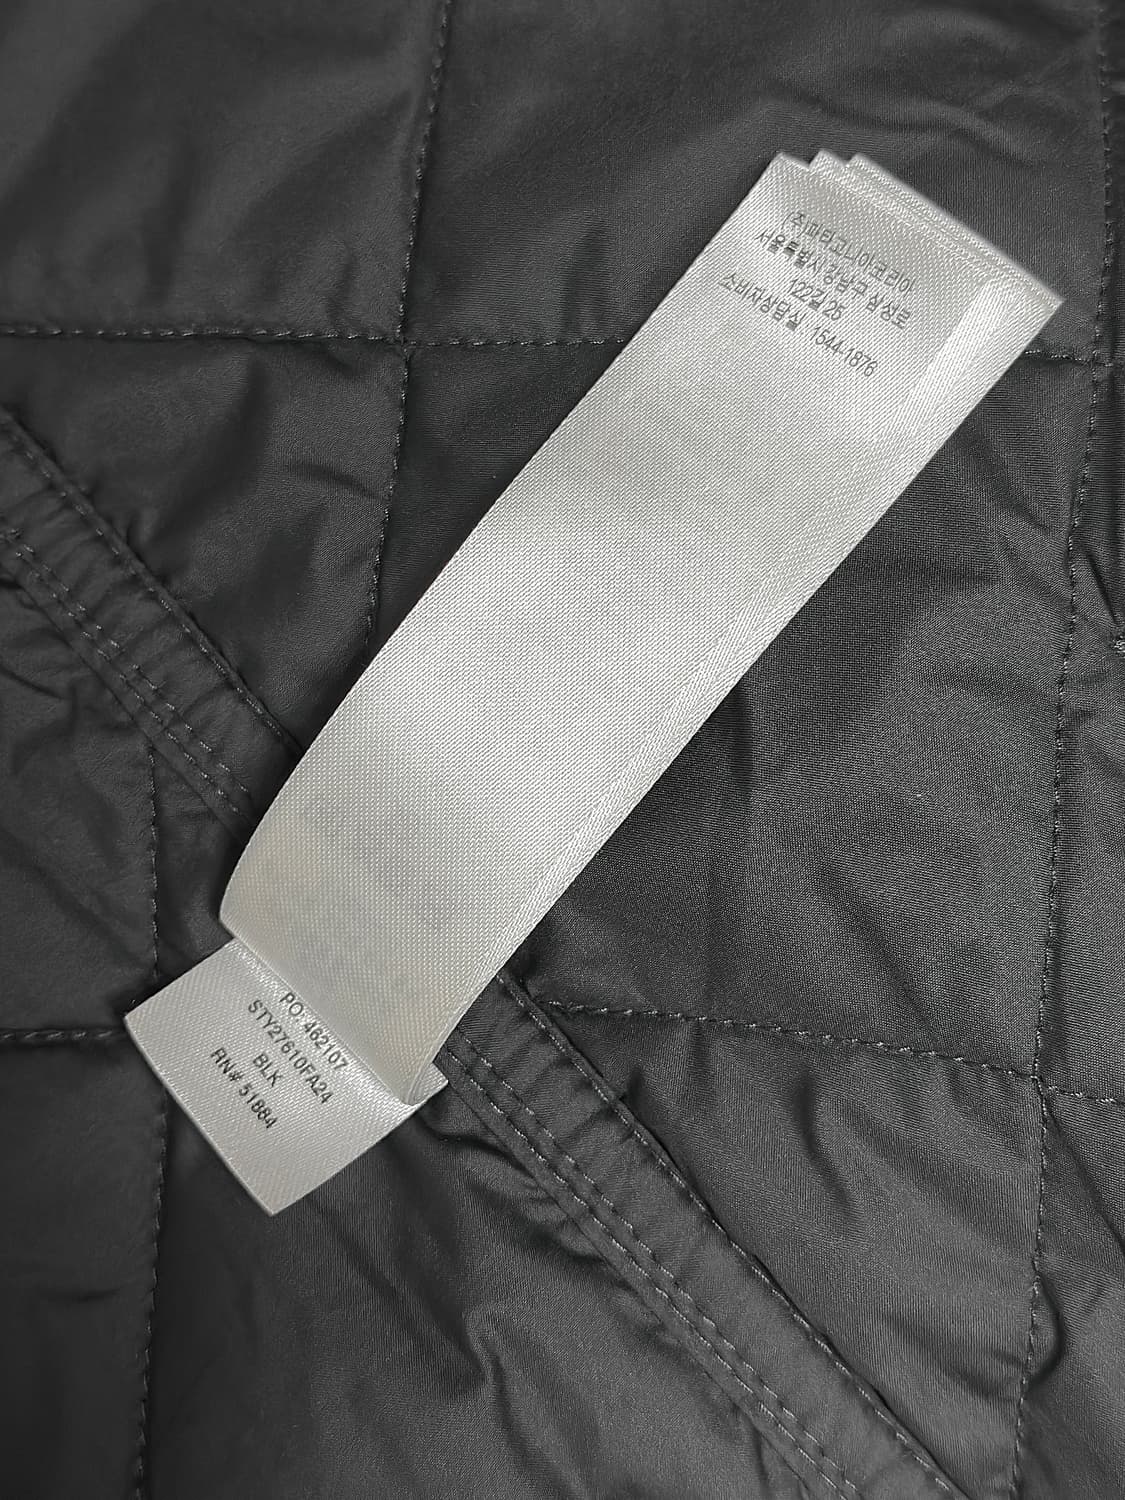 (주)파타고니아코리아
서울특별시 강남구 삼성로
122길 25
소비자상담실 : 1544-1876
PO: 462107
STY27610FA24
BLK
RN# 51884